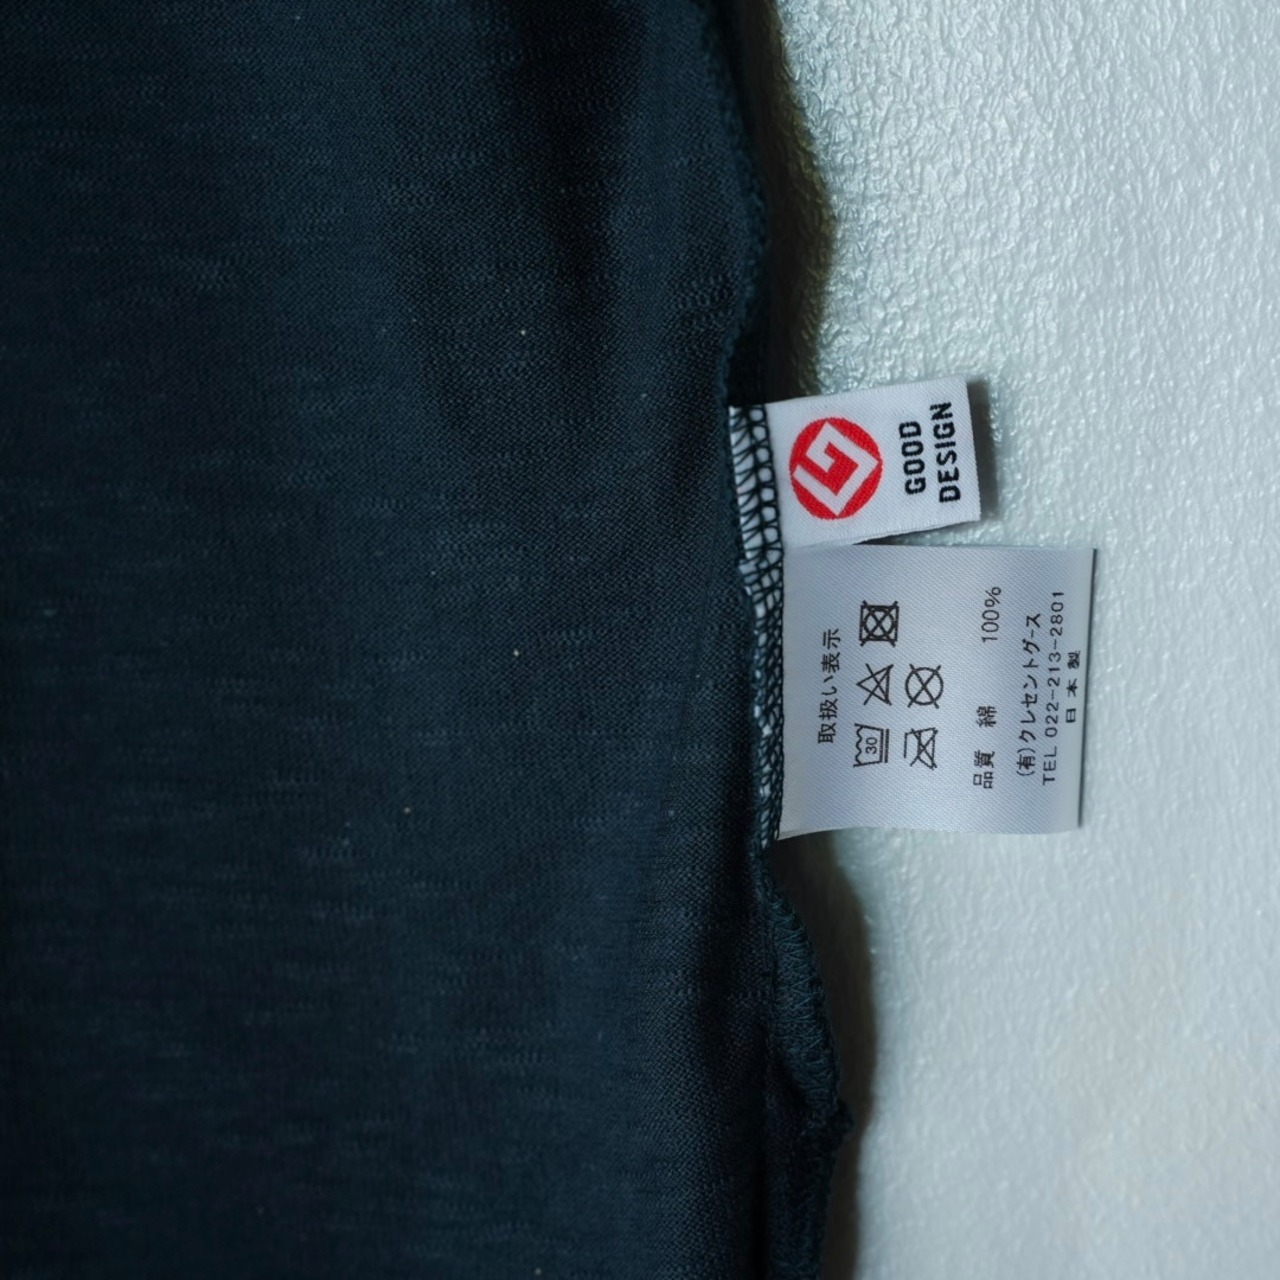 GOOD
DESIGN
取扱い表示
30
品質 綿 100%
(有)クレセントグース
TEL 022-213-2801
日本製